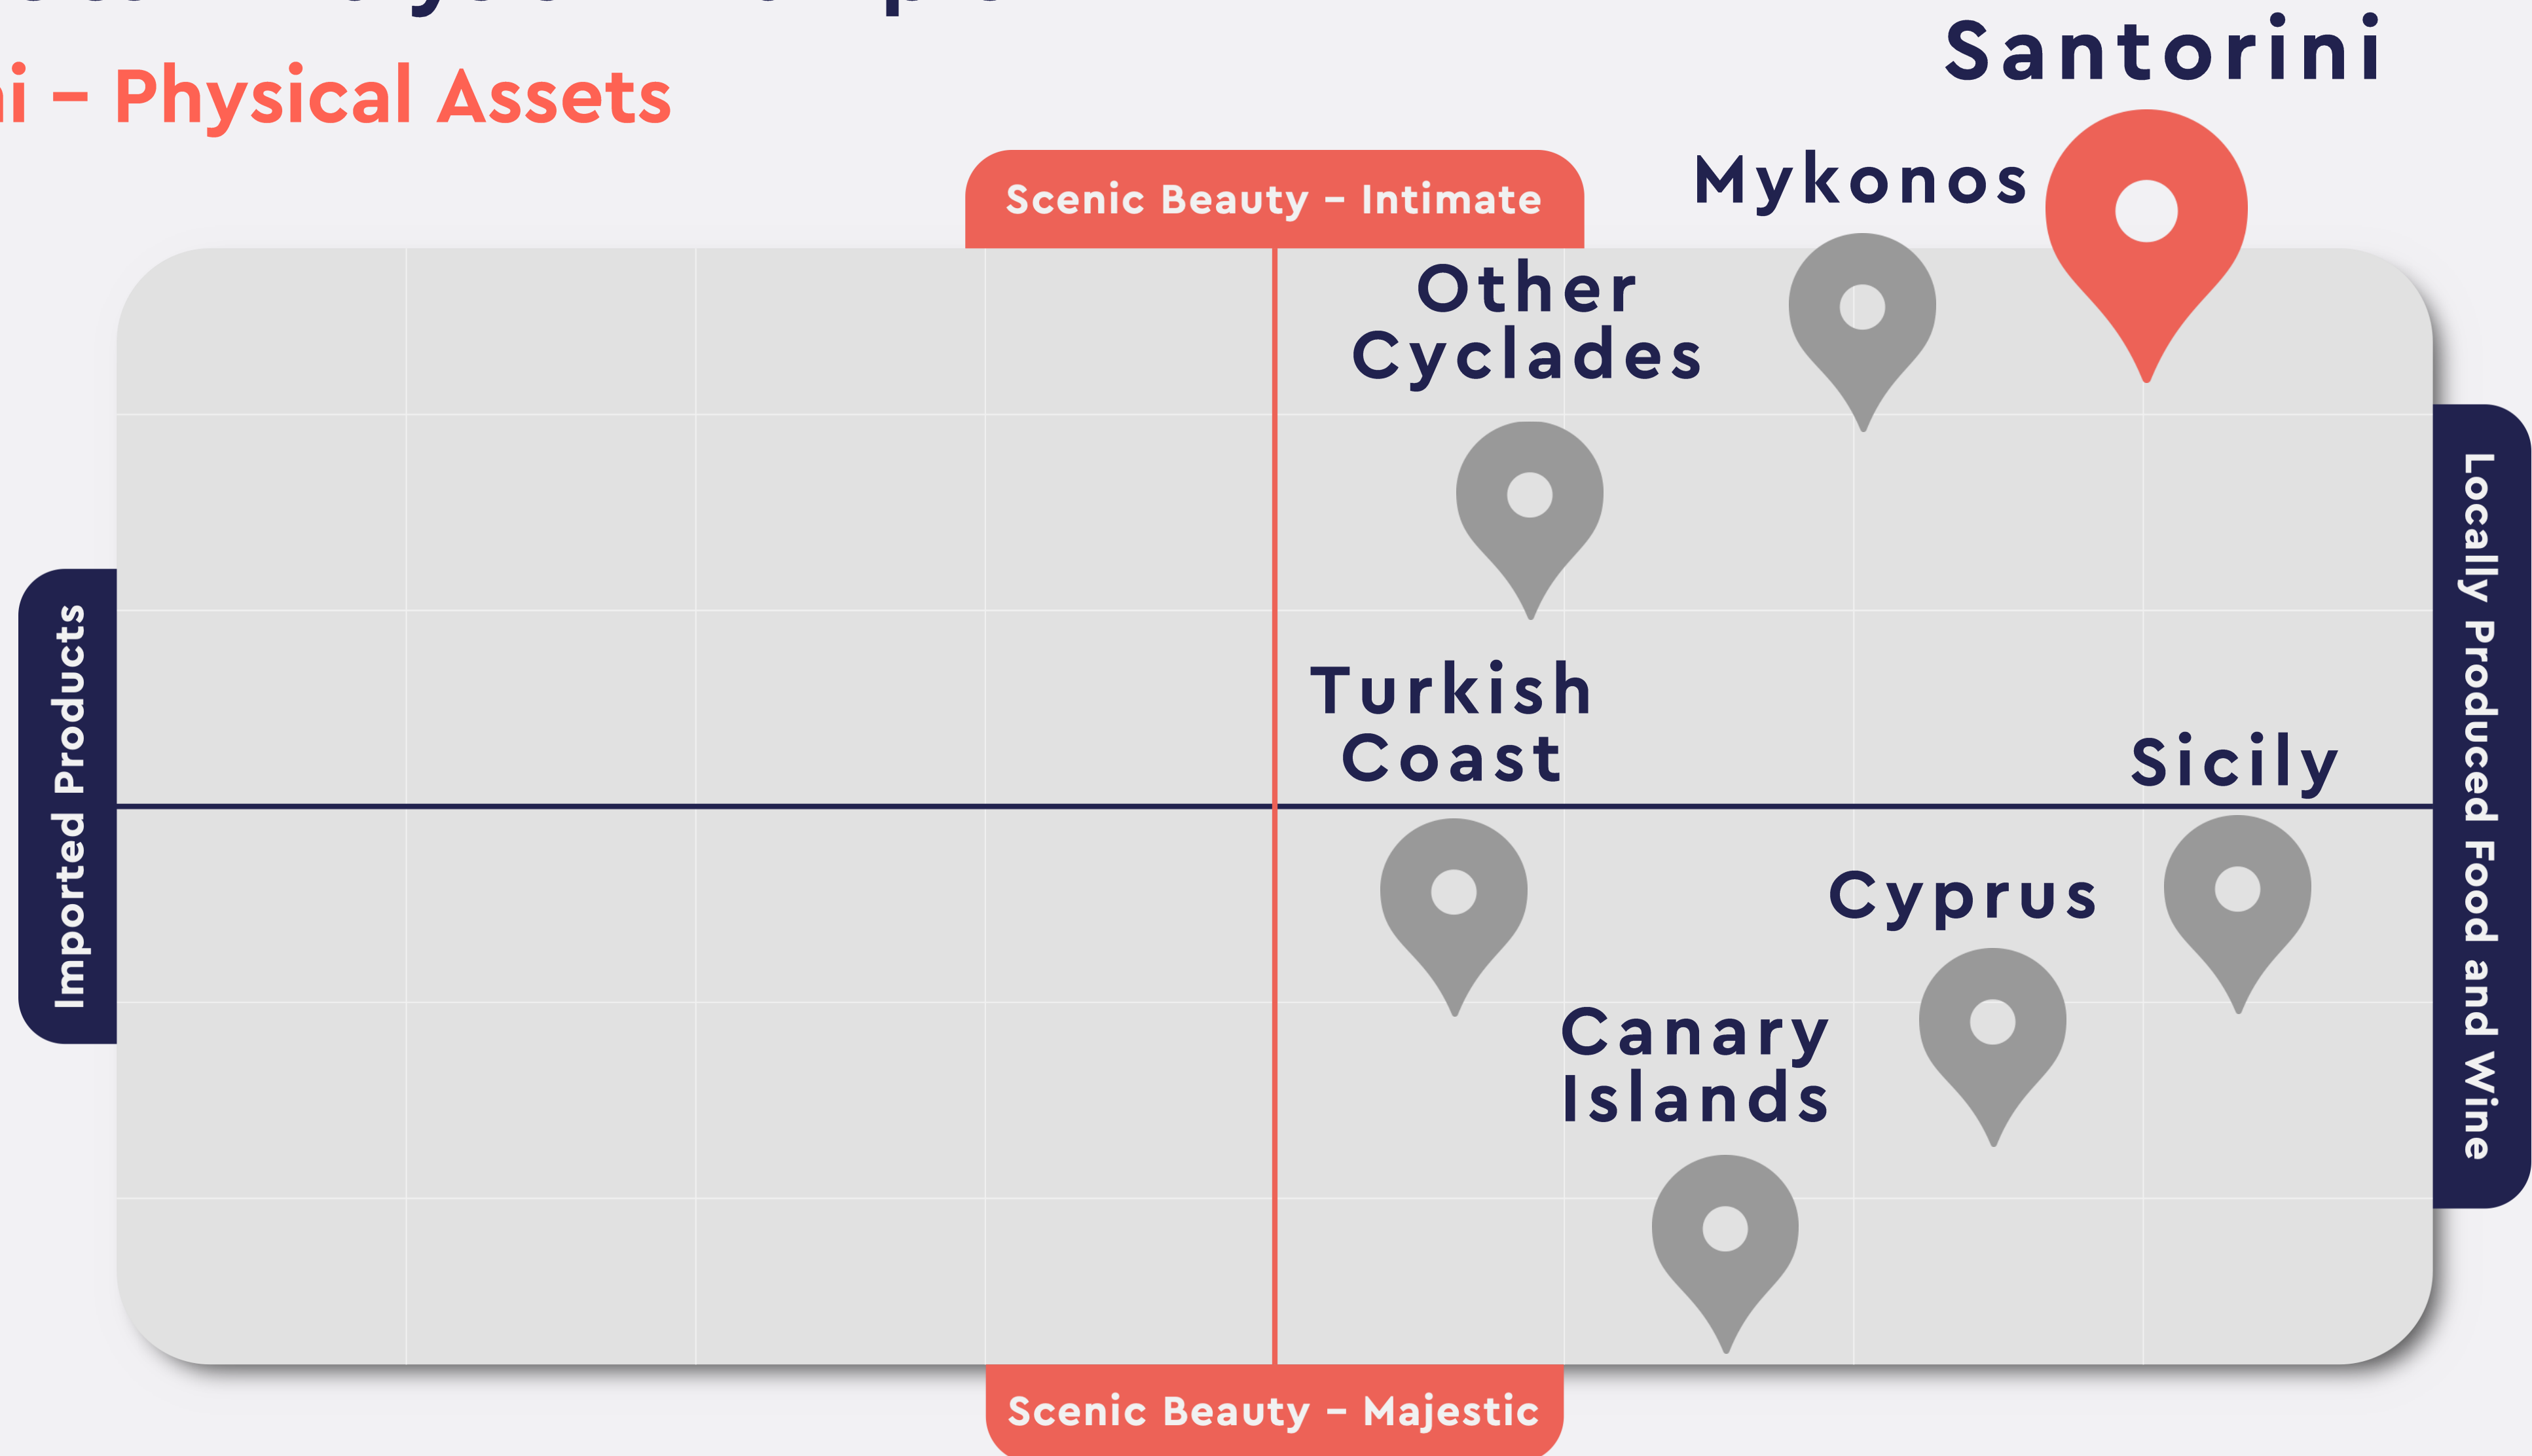 – Physical Assets
Santorini
Mykonos
Scenic Beauty – Intimate
Other
Cyclades
Turkish
Coast
Sicily
Cyprus
Canary
Islands
Imported Products
Locally Produced Food and Wine
Scenic Beauty – Majestic